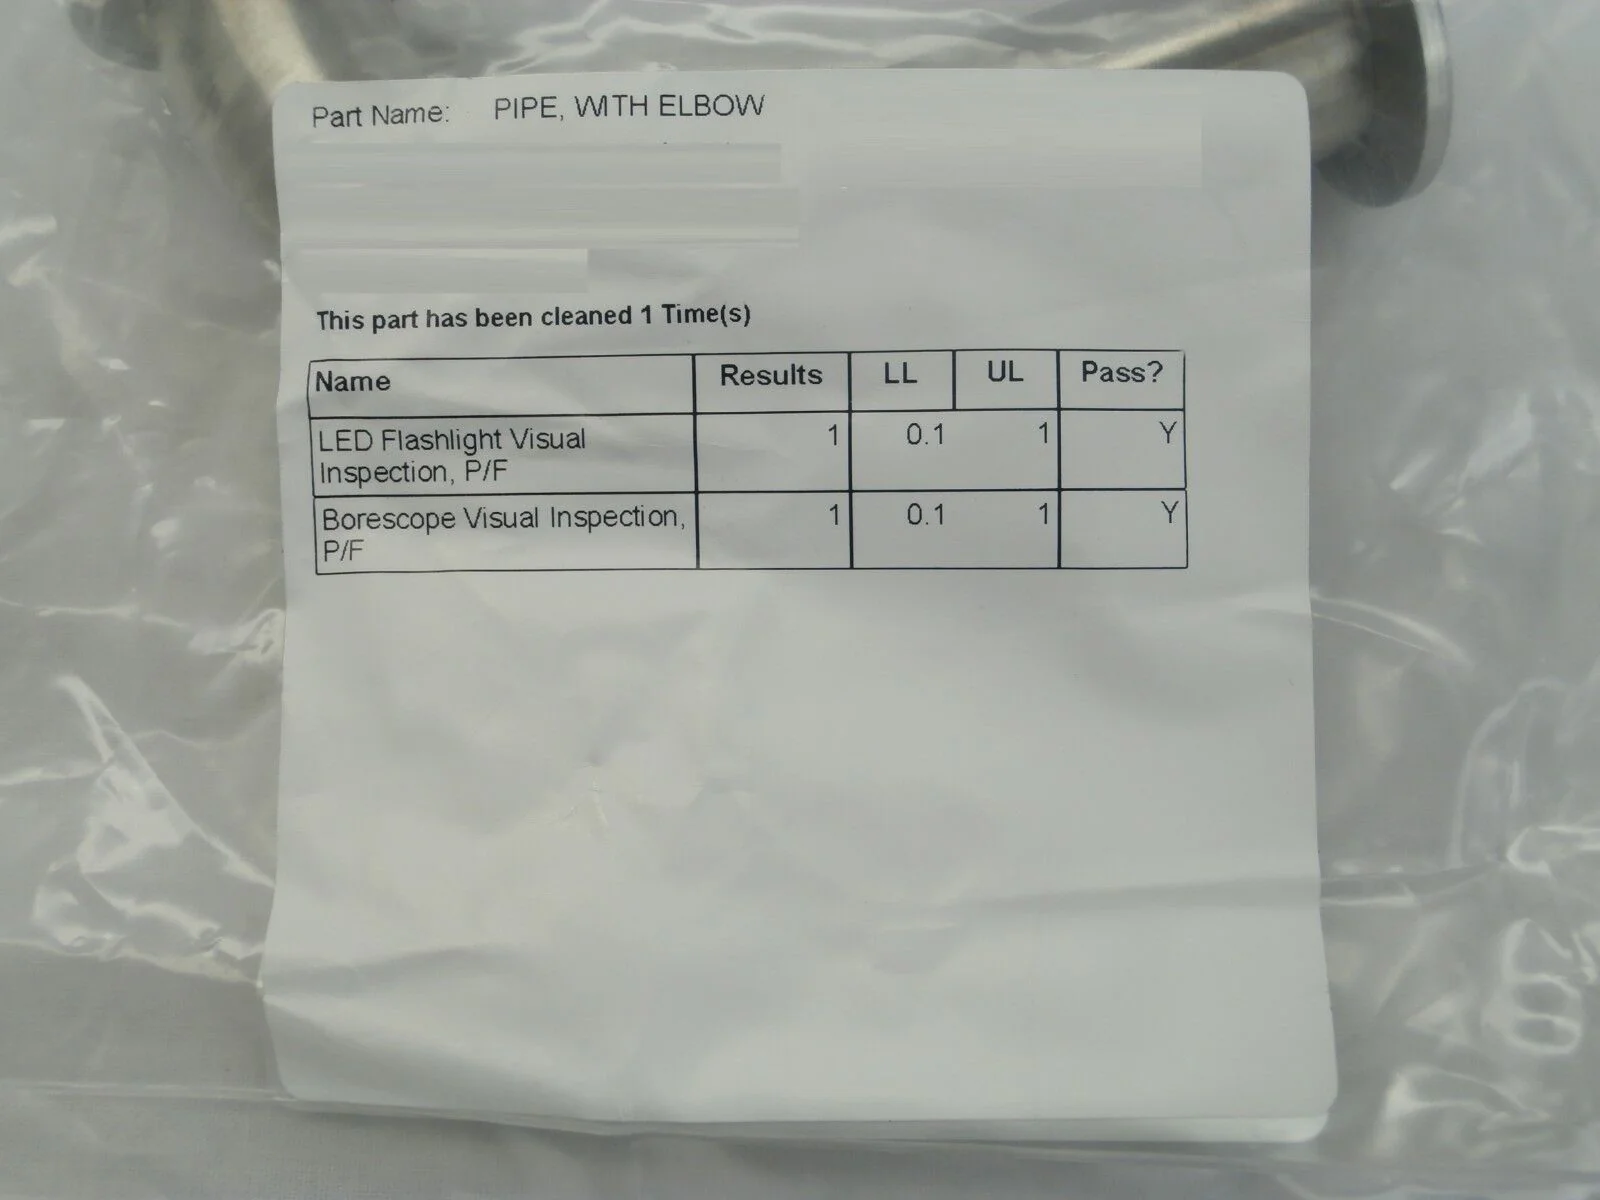 Part Name: PIPE, WITH ELBOW
This part has been cleaned 1 Time(s)
Name Results LL UL Pass?
LED Flashlight Visual 1 0.1 1 Y
Inspection, P/F
Borescope Visual Inspection, 1 0.1 1 Y
P/F